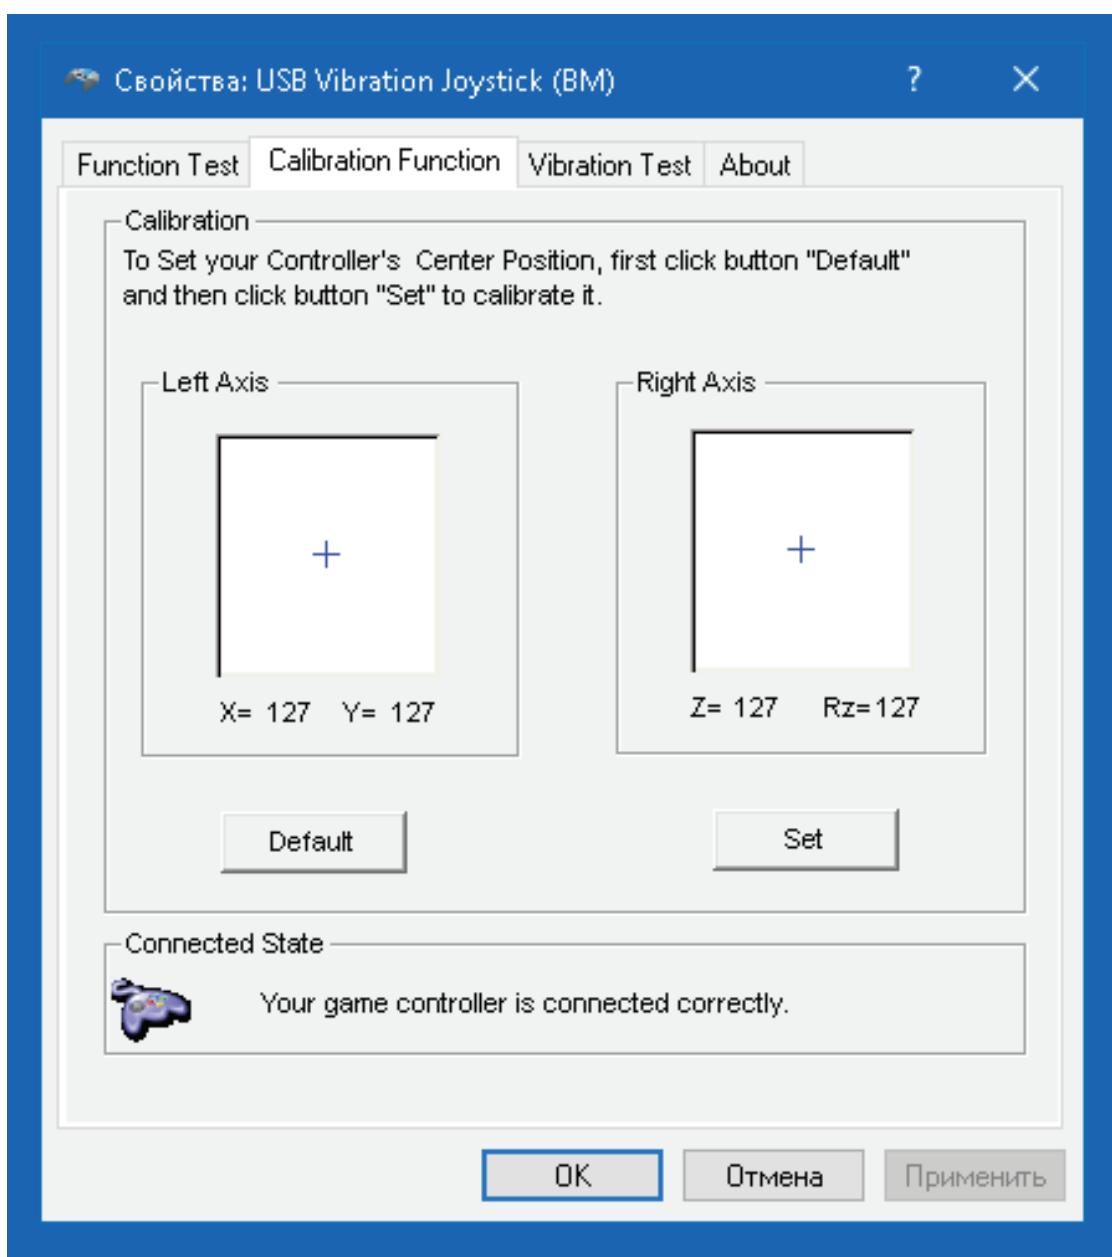 Свойства: USB Vibration Joystick (BM)
?
Function Test
Calibration Function
Vibration Test
About
Calibration
To Set your Controller's  Center Position, first click button "Default"
and then click button "Set" to calibrate it.
Left Axis
Right Axis
X= 127
Y= 127
Z= 127
Rz=127
Default
Set
Connected State
Your game controller is connected correctly.
OK
Отмена
Применить